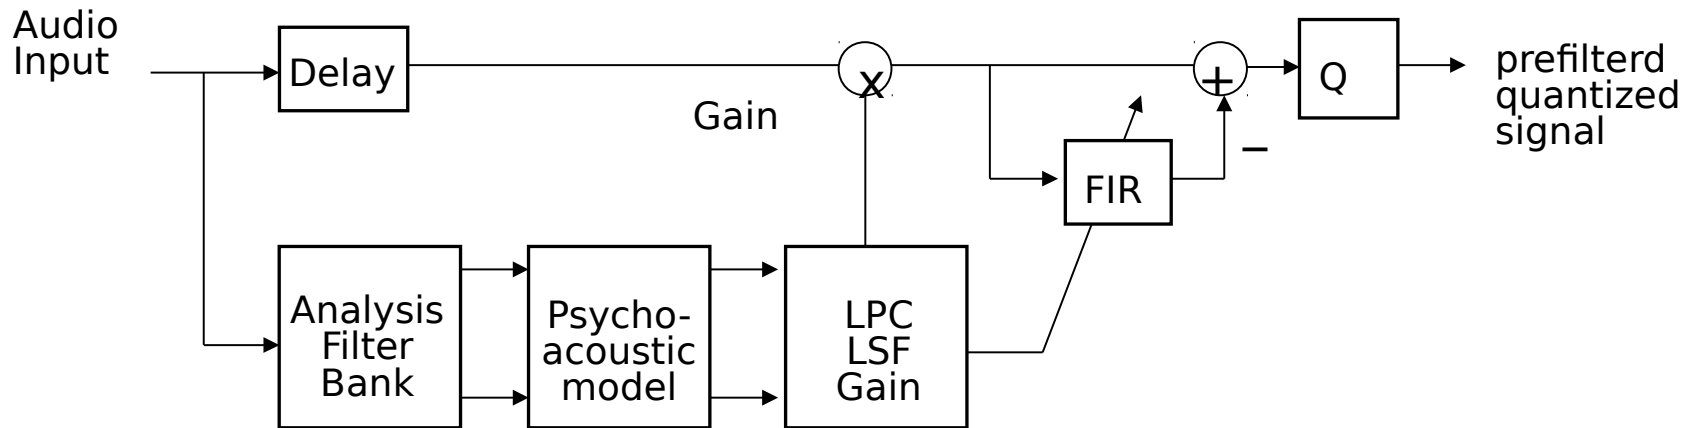 Audio
Input
Delay
Gain
x
+
Q
prefilterd
quantized
signal
–
FIR
Analysis
Filter
Bank
Psycho-
acoustic
model
LPC
LSF
Gain